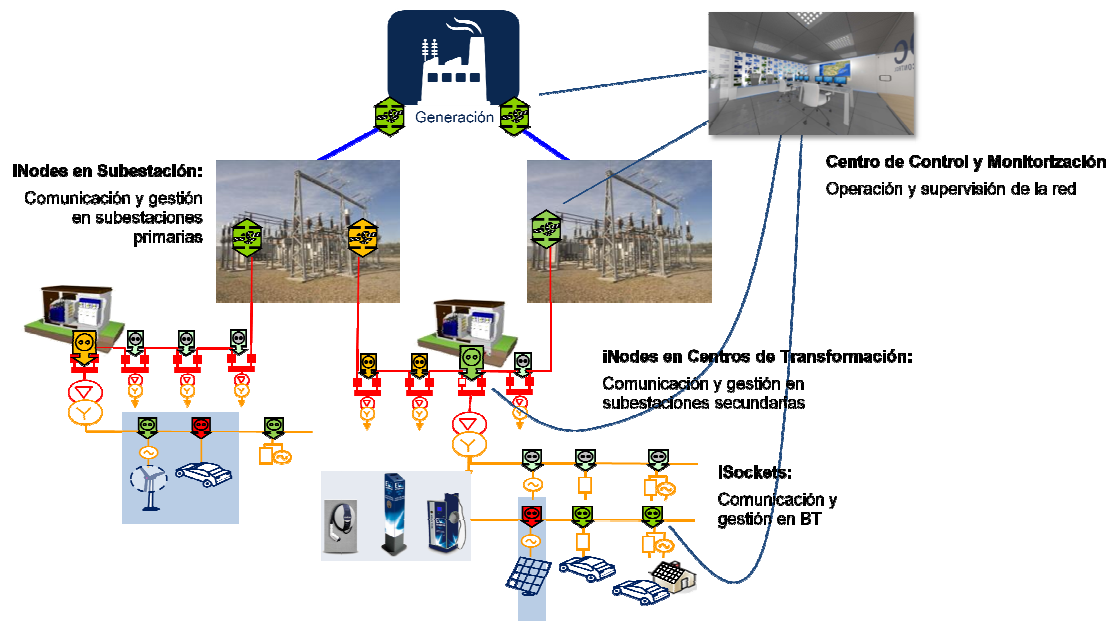 Generación
INodes en Subestación:
Comunicación y gestión
en subestaciones
primarias
Centro de Control y Monitorización
Operación y supervisión de la red
iNodes en Centros de Transformación:
Comunicación y gestión en
subestaciones secundarias
ISockets:
Comunicación y
gestión en BT